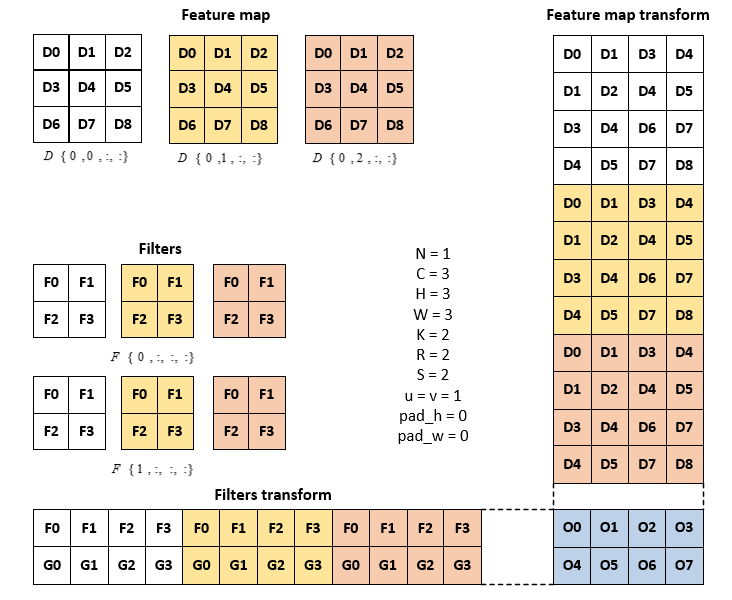 Feature map
Feature map transform
D0 D1 D2 D0 D1 D2 D0 D1 D2
D3 D4 D5 D3 D4 D5 D3 D4 D5
D6 D7 D8 D6 D7 D8 D6 D7 D8
D {0,0,:,:} D {0,1,:,:} D {0,2,:,:}
D0 D1 D3 D4
D1 D2 D4 D5
D3 D4 D6 D7
D4 D5 D7 D8
D0 D1 D3 D4
D1 D2 D4 D5
D3 D4 D6 D7
D4 D5 D7 D8
D0 D1 D3 D4
D1 D2 D4 D5
D3 D4 D6 D7
D4 D5 D7 D8
Filters
F0 F1 F0 F1 F0 F1
F2 F3 F2 F3 F2 F3
F {0,:,:,:}
F0 F1 F0 F1 F0 F1
F2 F3 F2 F3 F2 F3
F {1,:,:,:}
N = 1
C = 3
H = 3
W = 3
K = 2
R = 2
S = 2
u = v = 1
pad_h = 0
pad_w = 0
Filters transform
F0 F1 F2 F3 F0 F1 F2 F3 F0 F1 F2 F3
G0 G1 G2 G3 G0 G1 G2 G3 G0 G1 G2 G3
O0 O1 O2 O3
O4 O5 O6 O7